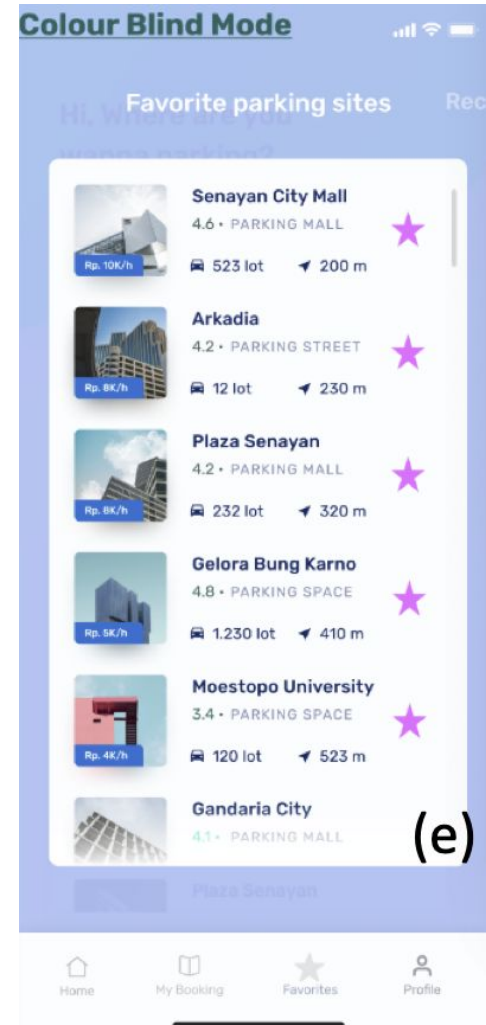 Colour Blind Mode
Hi, Where are you
wanna parking?
Favorite parking sites
Rec
Senayan City Mall
4.6 • PARKING MALL
Rp. 10K/h
523 lot
200 m
Arkadia
4.2 • PARKING STREET
Rp. 8K/h
12 lot
230 m
Plaza Senayan
4.2 • PARKING MALL
Rp. 8K/h
232 lot
320 m
Gelora Bung Karno
4.8 • PARKING SPACE
Rp. 5K/h
1.230 lot
410 m
Moestopo University
3.4 • PARKING SPACE
Rp. 4K/h
120 lot
523 m
Gandaria City
4.1 • PARKING MALL
(e)
Plaza Senayan
Home
My Booking
Favorites
Profile